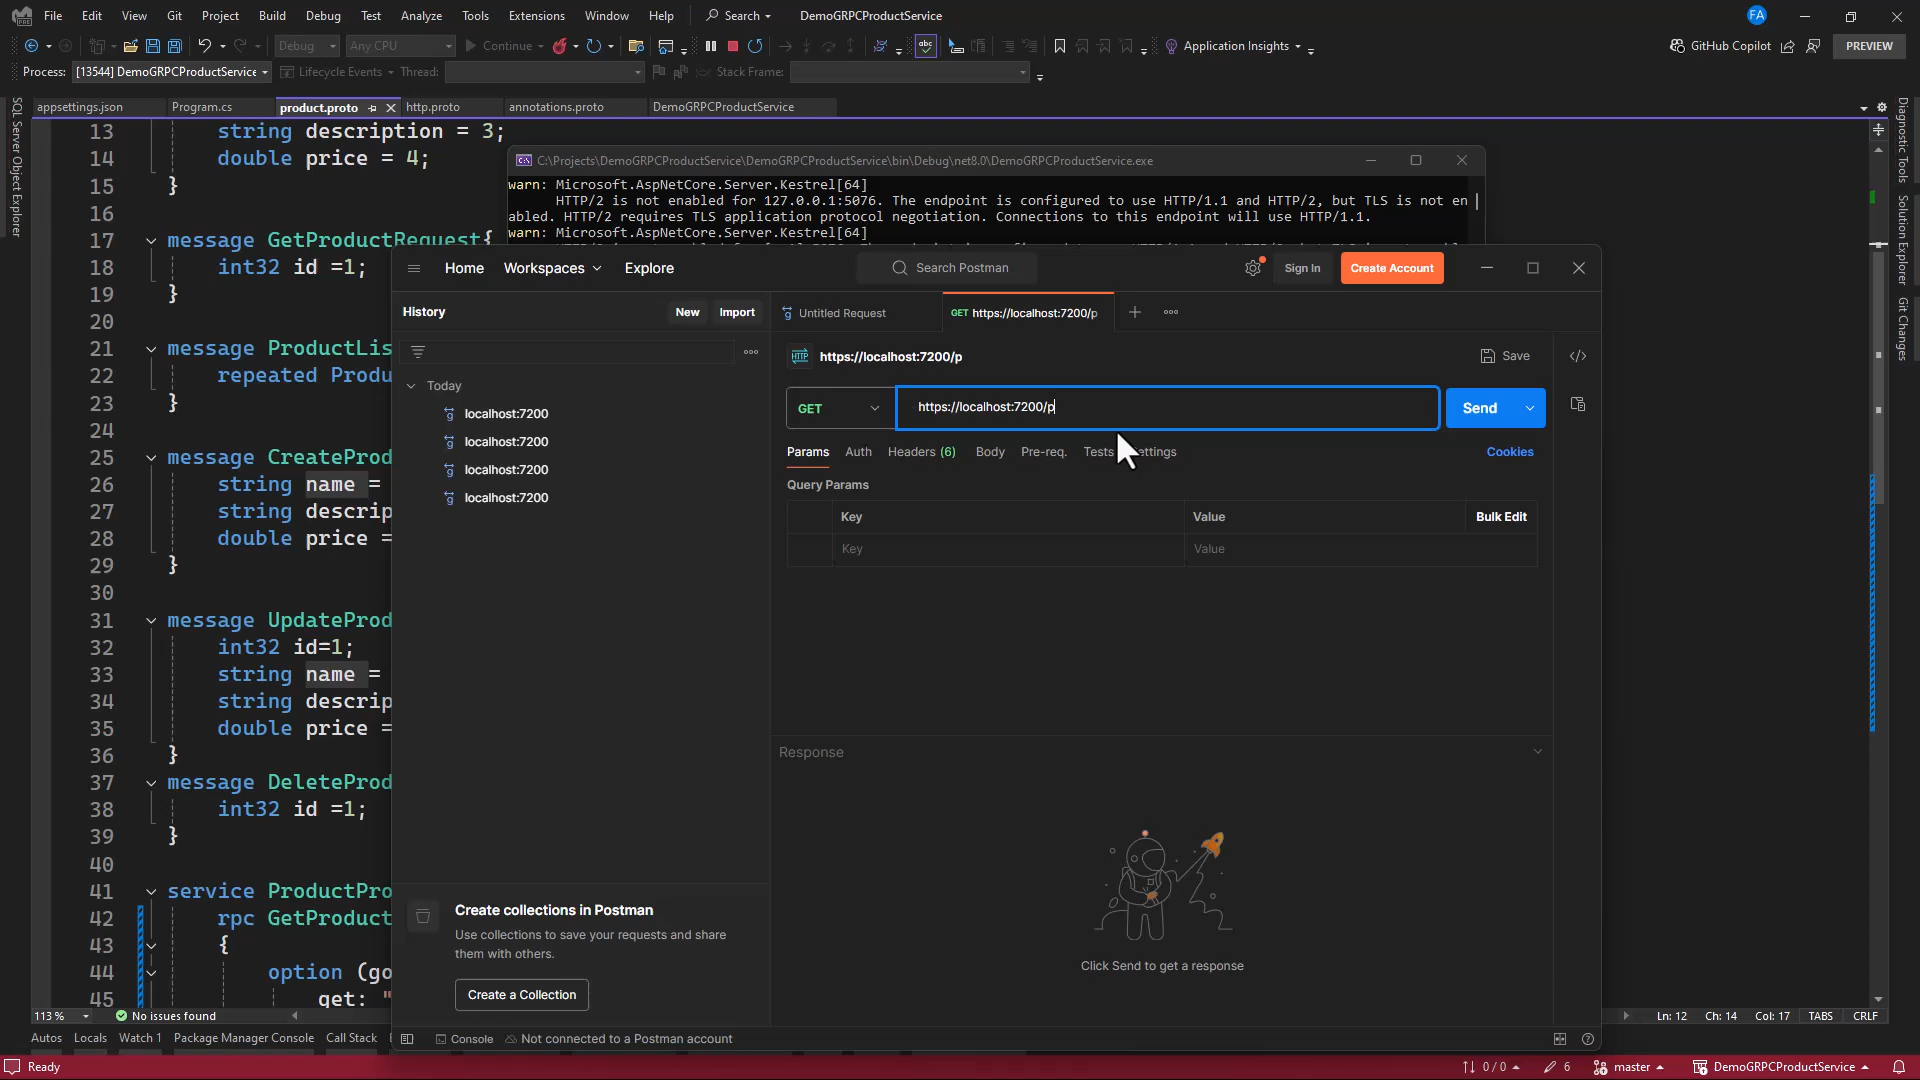 File Edit View Git Project Build Debug Test Analyze Tools Extensions Window Help Search DemoGRPCProductService FA
Debug Any CPU Continue Application Insights GitHub Copilot PREVIEW
Process: [13544] DemoGRPCProductService Lifecycle Events Thread: Stack Frame:
appsettings.json Program.cs product.proto http.proto annotations.proto DemoGRPCProductService
SQL Server Object Explorer
Diagnostic Tools
Solution Explorer
Git Changes
13 string description = 3;
14 double price = 4;
15 }
16
17 message GetProductRequest{
18 int32 id =1;
19 }
20
21 message ProductLis
22 repeated Produ
23 }
24
25 message CreateProd
26 string name =
27 string descrip
28 double price =
29 }
30
31 message UpdateProd
32 int32 id=1;
33 string name =
34 string descrip
35 double price =
36 }
37 message DeleteProd
38 int32 id =1;
39 }
40
41 service ProductPro
42 rpc GetProduct
43 {
44 option (go
45 get: "
C:\Projects\DemoGRPCProductService\DemoGRPCProductService\bin\Debug\net8.0\DemoGRPCProductService.exe
warn: Microsoft.AspNetCore.Server.Kestrel[64]
HTTP/2 is not enabled for 127.0.0.1:5076. The endpoint is configured to use HTTP/1.1 and HTTP/2, but TLS is not en
abled. HTTP/2 requires TLS application protocol negotiation. Connections to this endpoint will use HTTP/1.1.
warn: Microsoft.AspNetCore.Server.Kestrel[64]
Home Workspaces Explore Search Postman Sign In Create Account
History New Import
Today
localhost:7200
localhost:7200
localhost:7200
localhost:7200
Create collections in Postman
Use collections to save your requests and share
them with others.
Create a Collection
Untitled Request GET https://localhost:7200/p
HTTP https://localhost:7200/p Save
GET https://localhost:7200/p Send
Params Auth Headers (6) Body Pre-req. Tests ettings Cookies
Query Params
Key Value Bulk Edit
Key Value
Response
Click Send to get a response
Console Not connected to a Postman account
113 % No issues found Ln: 12 Ch: 14 Col: 17 TABS CRLF
Autos Locals Watch 1 Package Manager Console Call Stack
Ready 0 / 0 6 master DemoGRPCProductService